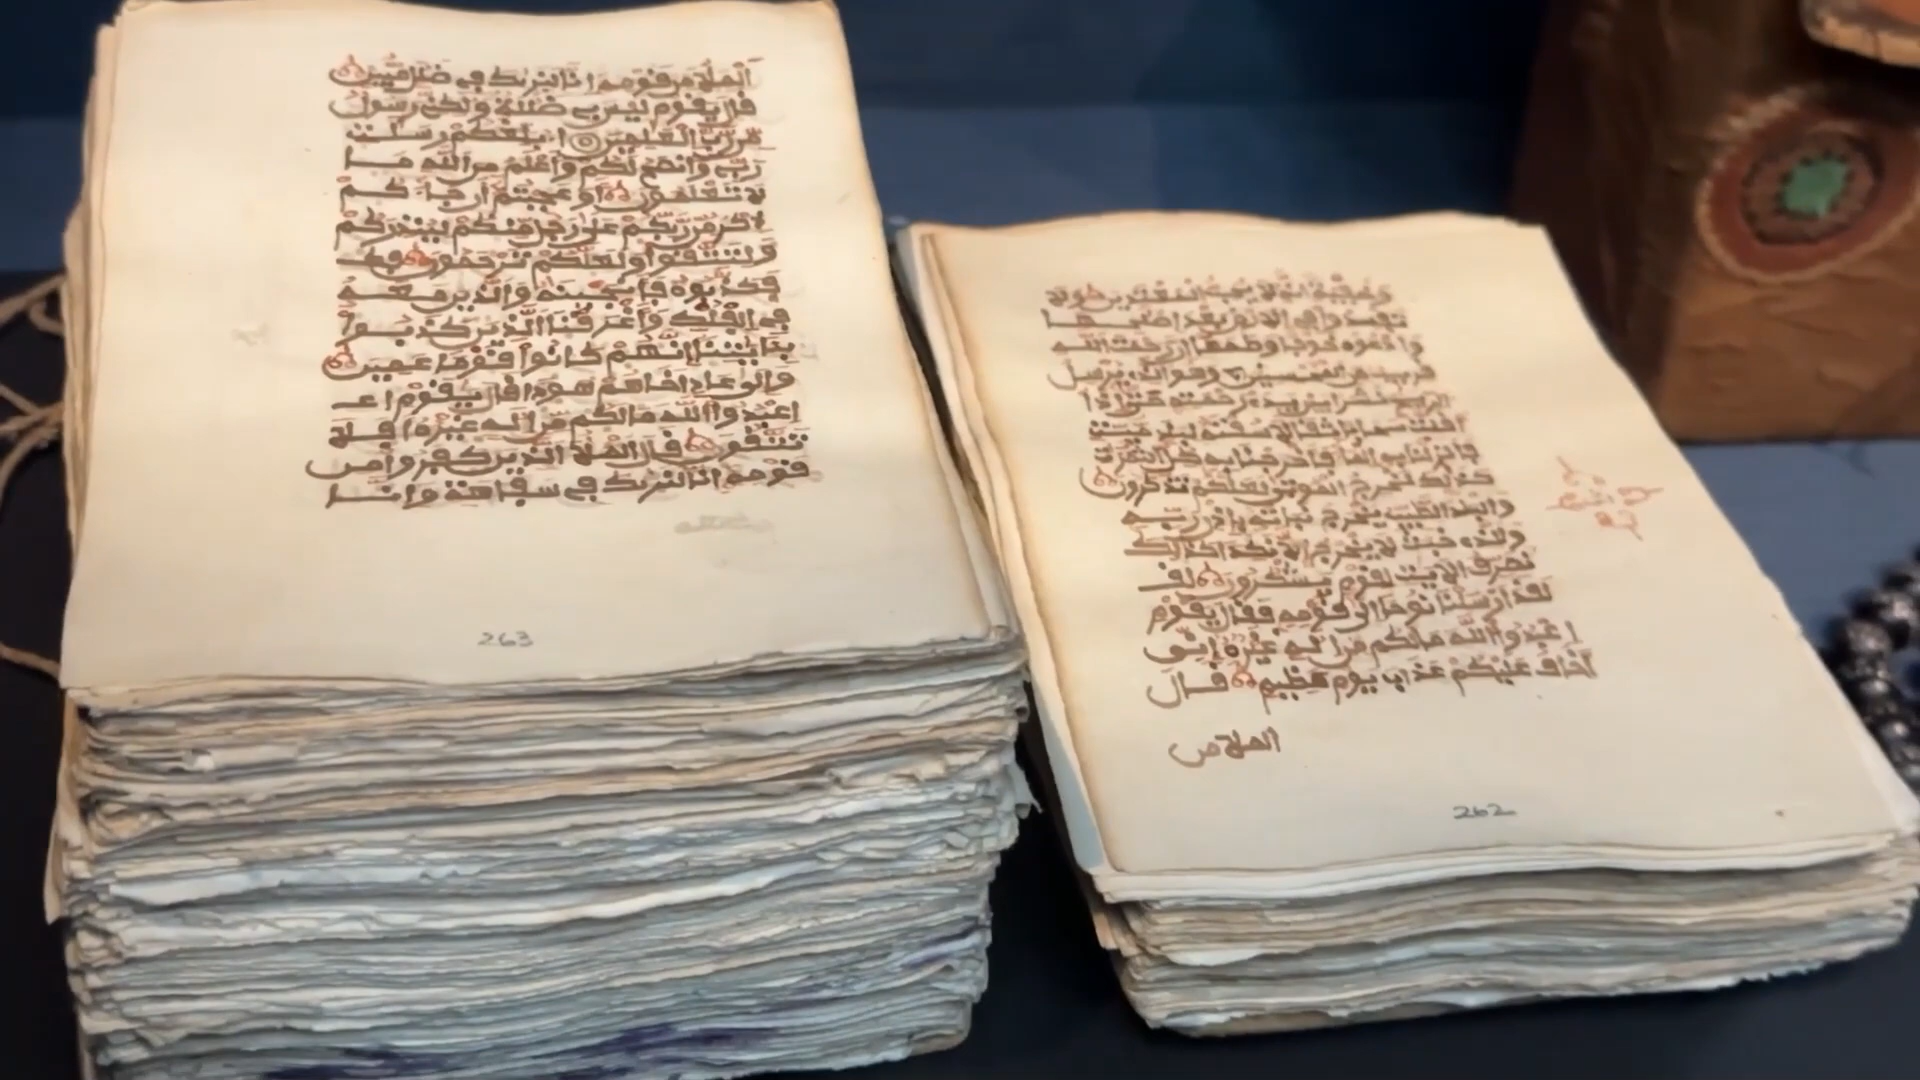 وخفية انه لا يحب المعتدين ولا
تفسدوا في الارض بعد اصلحها
وادعوه خوفا وطمعا ان رحمت الله
قريب من المحسنين وهو الذي يرسل
الريح نشرا بين يدي رحمته حتى اذا
اقلت سحابا ثقالا سقنه لبلد ميت
فانزلنا به الماء فاخرجنا به من كل الثمرت
كذلك نخرج الموتى لعلكم تذكرون
والبلد الطيب يخرج نباته باذن ربه
والذي خبث لا يخرج الا نكدا كذلك
نصرف الايت لقوم يشكرون لقد
لقد ارسلنا نوحا الى قومه فقال يقوم
اعبدوا الله مالكم من اله غيره اني
اخاف عليكم عذاب يوم عظيم قال
الملا من
262
الملا من قومه انا لنريك في ضلل مبين
قال يقوم ليس بي ضللة ولكن رسول
من رب العلمين ابلغكم رسلت
ربي وانصح لكم واعلم من الله ما
لا تعلمون او عجبتم ان جاءكم
ذكر من ربكم على رجل منكم لينذركم
ولتتقوا ولعلكم ترحمون فك
فكذبوه فانجينه والذين معه
في الفلك واغرقنا الذين كذبوا
بايتنا انهم كانوا قوما عمين
والى عاد اخاهم هودا قال يقوم اعـ
اعبدوا الله مالكم من اله غيره افلا
تتقون قال الملا الذين كفروا من
قومه انا لنريك في سفاهة وانا
263